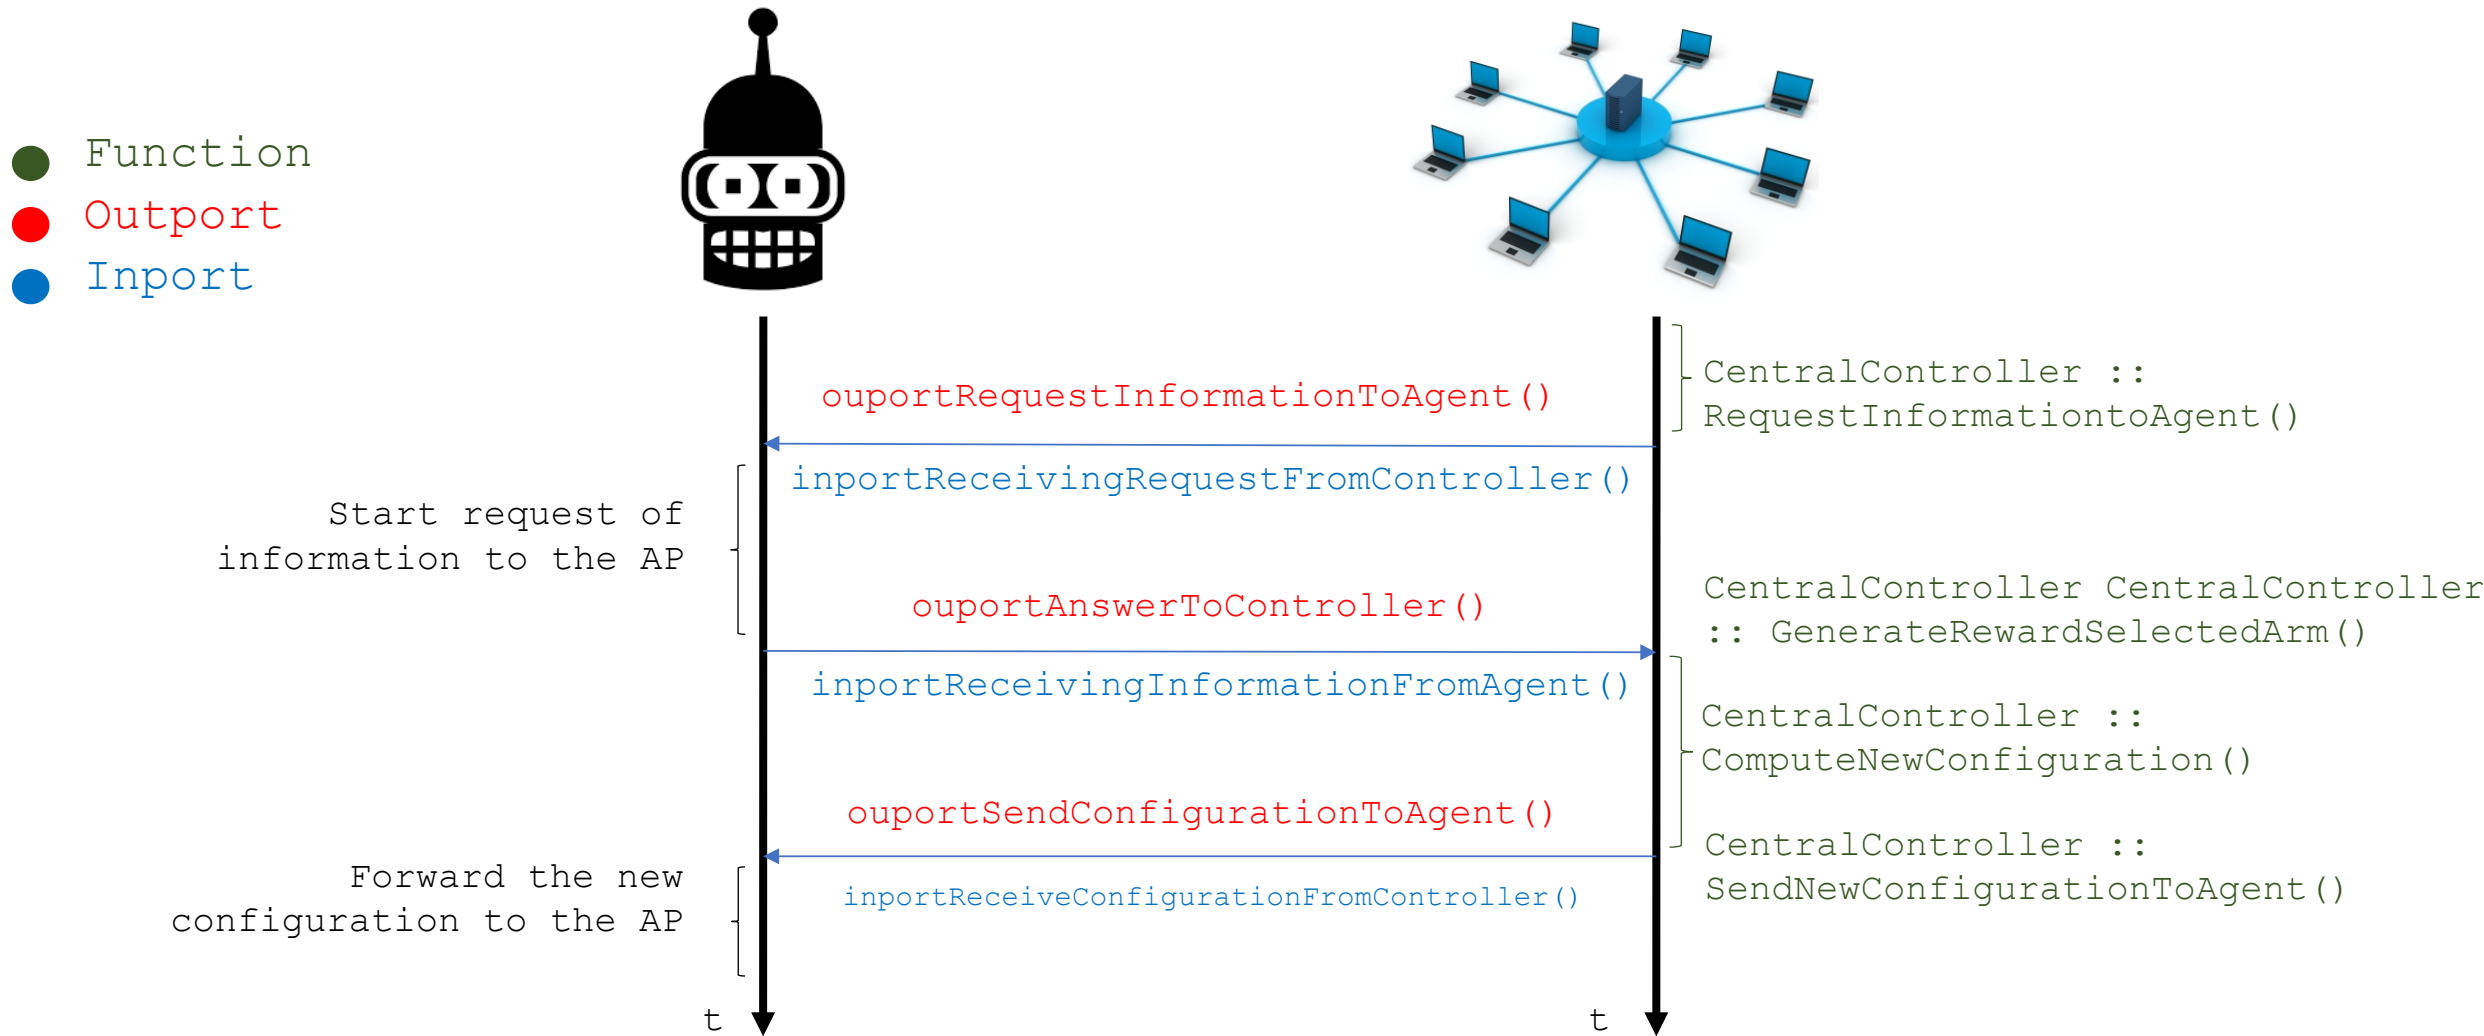 Function
Outport
Inport
ouportRequestInformationToAgent()
CentralController ::
RequestInformationtoAgent()
inportReceivingRequestFromController()
Start request of
information to the AP
ouportAnswerToController()
CentralController CentralController
:: GenerateRewardSelectedArm()
inportReceivingInformationFromAgent()
CentralController ::
ComputeNewConfiguration()
ouportSendConfigurationToAgent()
CentralController ::
SendNewConfigurationToAgent()
Forward the new
configuration to the AP
inportReceiveConfigurationFromController()
t
t